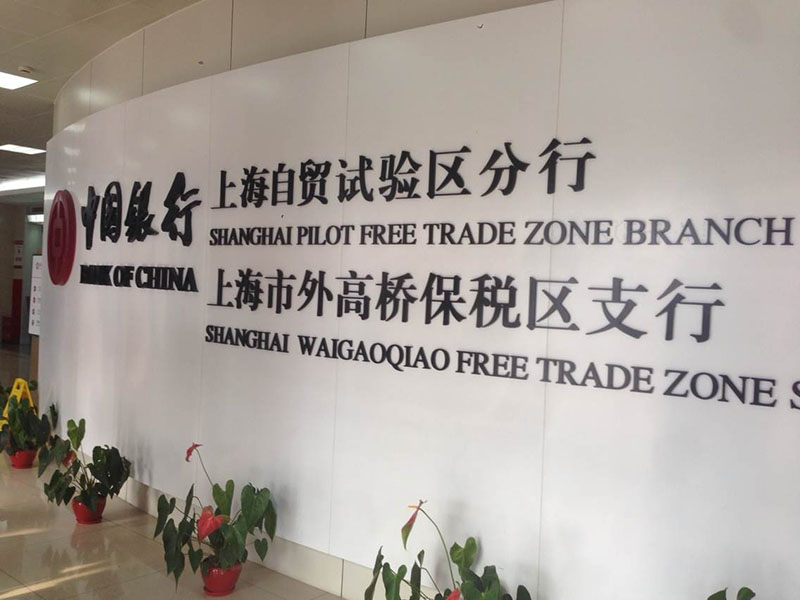 中国银行
BANK OF CHINA
上海自贸试验区分行
SHANGHAI PILOT FREE TRADE ZONE BRANCH
上海市外高桥保税区支行
SHANGHAI WAIGAOQIAO FREE TRADE ZONE S